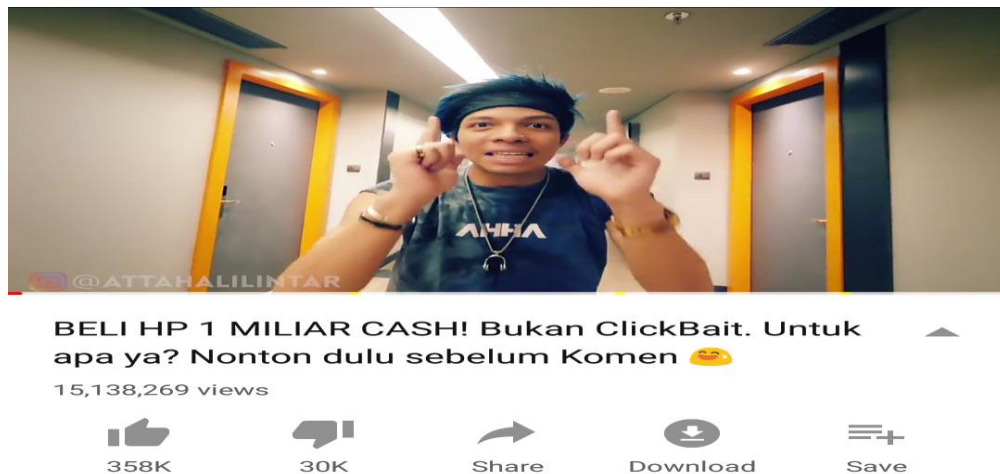 AHHA
@ATTAHALILINTAR
BELI HP 1 MILIAR CASH! Bukan ClickBait. Untuk
apa ya? Nonton dulu sebelum Komen 😅
15,138,269 views
358K 30K Share Download Save